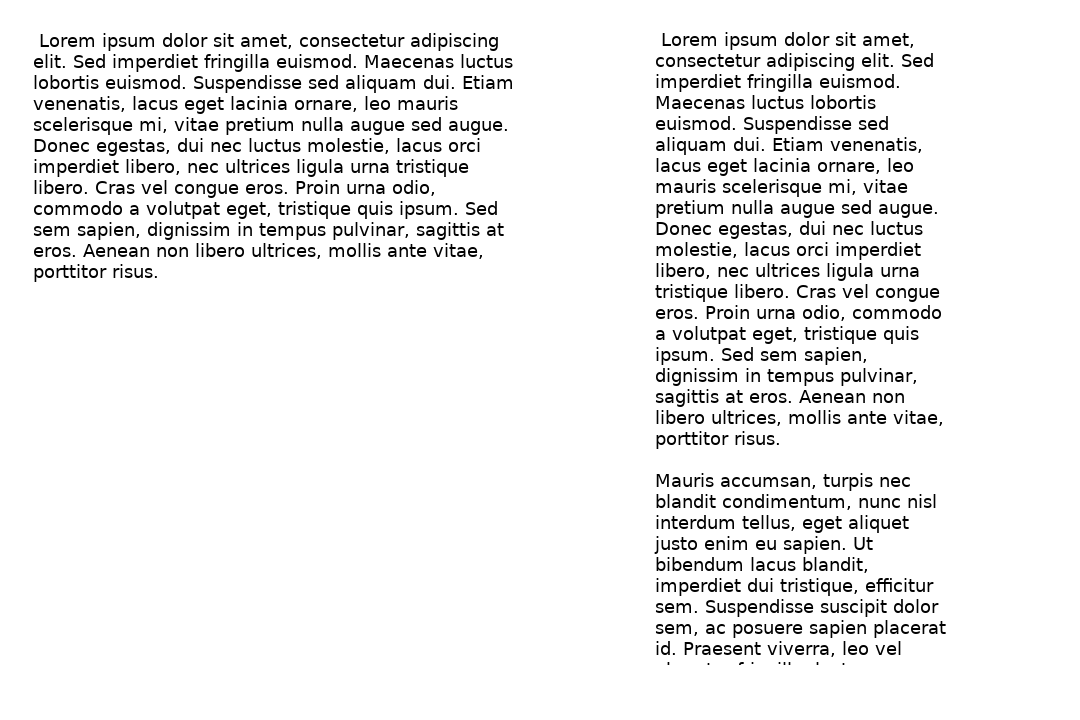 Lorem ipsum dolor sit amet, consectetur adipiscing
elit. Sed imperdiet fringilla euismod. Maecenas luctus
lobortis euismod. Suspendisse sed aliquam dui. Etiam
venenatis, lacus eget lacinia ornare, leo mauris
scelerisque mi, vitae pretium nulla augue sed augue.
Donec egestas, dui nec luctus molestie, lacus orci
imperdiet libero, nec ultrices ligula urna tristique
libero. Cras vel congue eros. Proin urna odio,
commodo a volutpat eget, tristique quis ipsum. Sed
sem sapien, dignissim in tempus pulvinar, sagittis at
eros. Aenean non libero ultrices, mollis ante vitae,
porttitor risus.
Lorem ipsum dolor sit amet,
consectetur adipiscing elit. Sed
imperdiet fringilla euismod.
Maecenas luctus lobortis
euismod. Suspendisse sed
aliquam dui. Etiam venenatis,
lacus eget lacinia ornare, leo
mauris scelerisque mi, vitae
pretium nulla augue sed augue.
Donec egestas, dui nec luctus
molestie, lacus orci imperdiet
libero, nec ultrices ligula urna
tristique libero. Cras vel congue
eros. Proin urna odio, commodo
a volutpat eget, tristique quis
ipsum. Sed sem sapien,
dignissim in tempus pulvinar,
sagittis at eros. Aenean non
libero ultrices, mollis ante vitae,
porttitor risus.
Mauris accumsan, turpis nec
blandit condimentum, nunc nisl
interdum tellus, eget aliquet
justo enim eu sapien. Ut
bibendum lacus blandit,
imperdiet dui tristique, efficitur
sem. Suspendisse suscipit dolor
sem, ac posuere sapien placerat
id. Praesent viverra, leo vel